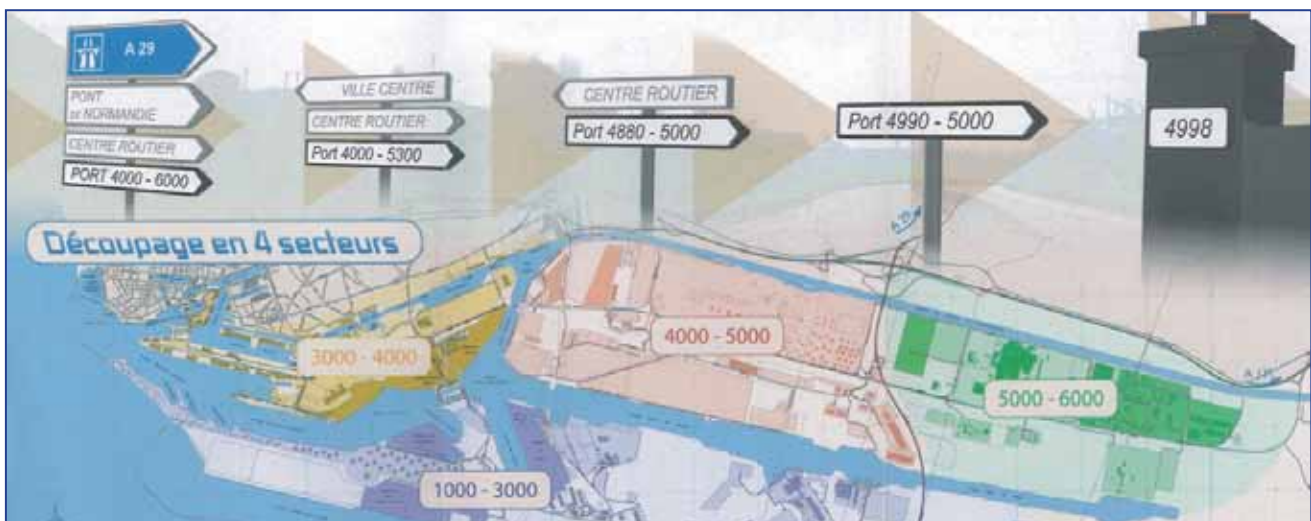 A 29
PONT
DE NORMANDIE
CENTRE ROUTIER
PORT 4000 - 6000
VILLE CENTRE
CENTRE ROUTIER
Port 4000 - 5300
CENTRE ROUTIER
Port 4880 - 5000
Port 4990 - 5000
4998
Découpage en 4 secteurs
A 29
3000 - 4000
4000 - 5000
5000 - 6000
1000 - 3000